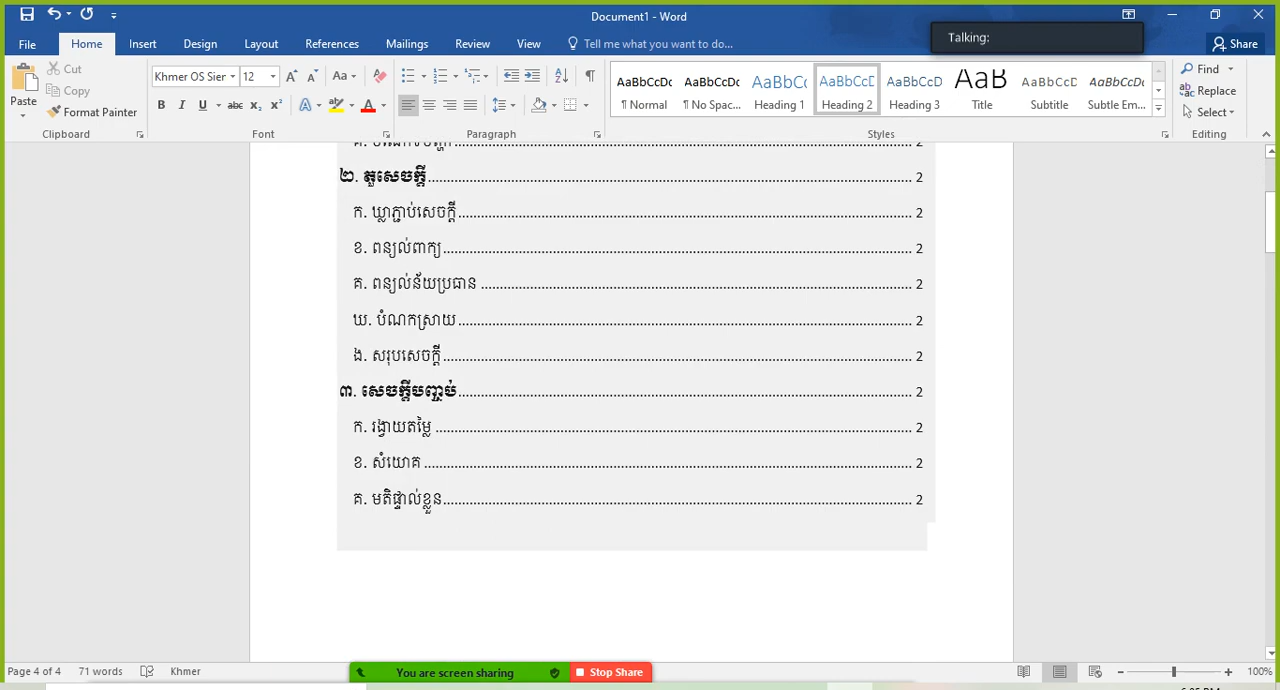 Document1 - Word
File Home Insert Design Layout References Mailings Review View Tell me what you want to do... Talking: Share
Paste Cut Copy Format Painter
Clipboard
Khmer OS Sier 12
Font
Paragraph
AaBbCcDc AaBbCcDc AaBbCc AaBbCcD AaBbCcD AaB AaBbCcD AaBbCcDc
¶ Normal ¶ No Spac... Heading 1 Heading 2 Heading 3 Title Subtitle Subtle Em...
Styles
Find
Replace
Select
Editing
២. តួសេចក្តី 2
ក. ឃ្លាភ្ជាប់សេចក្តី 2
ខ. ពន្យល់ពាក្យ 2
គ. ពន្យល់ន័យប្រធាន 2
ឃ. បំណកស្រាយ 2
ង. សរុបសេចក្តី 2
៣. សេចក្តីបញ្ចប់ 2
ក. រង្វាយតម្លៃ 2
ខ. សំយោគ 2
គ. មតិផ្ទាល់ខ្លួន 2
Page 4 of 4 71 words Khmer You are screen sharing Stop Share 100%